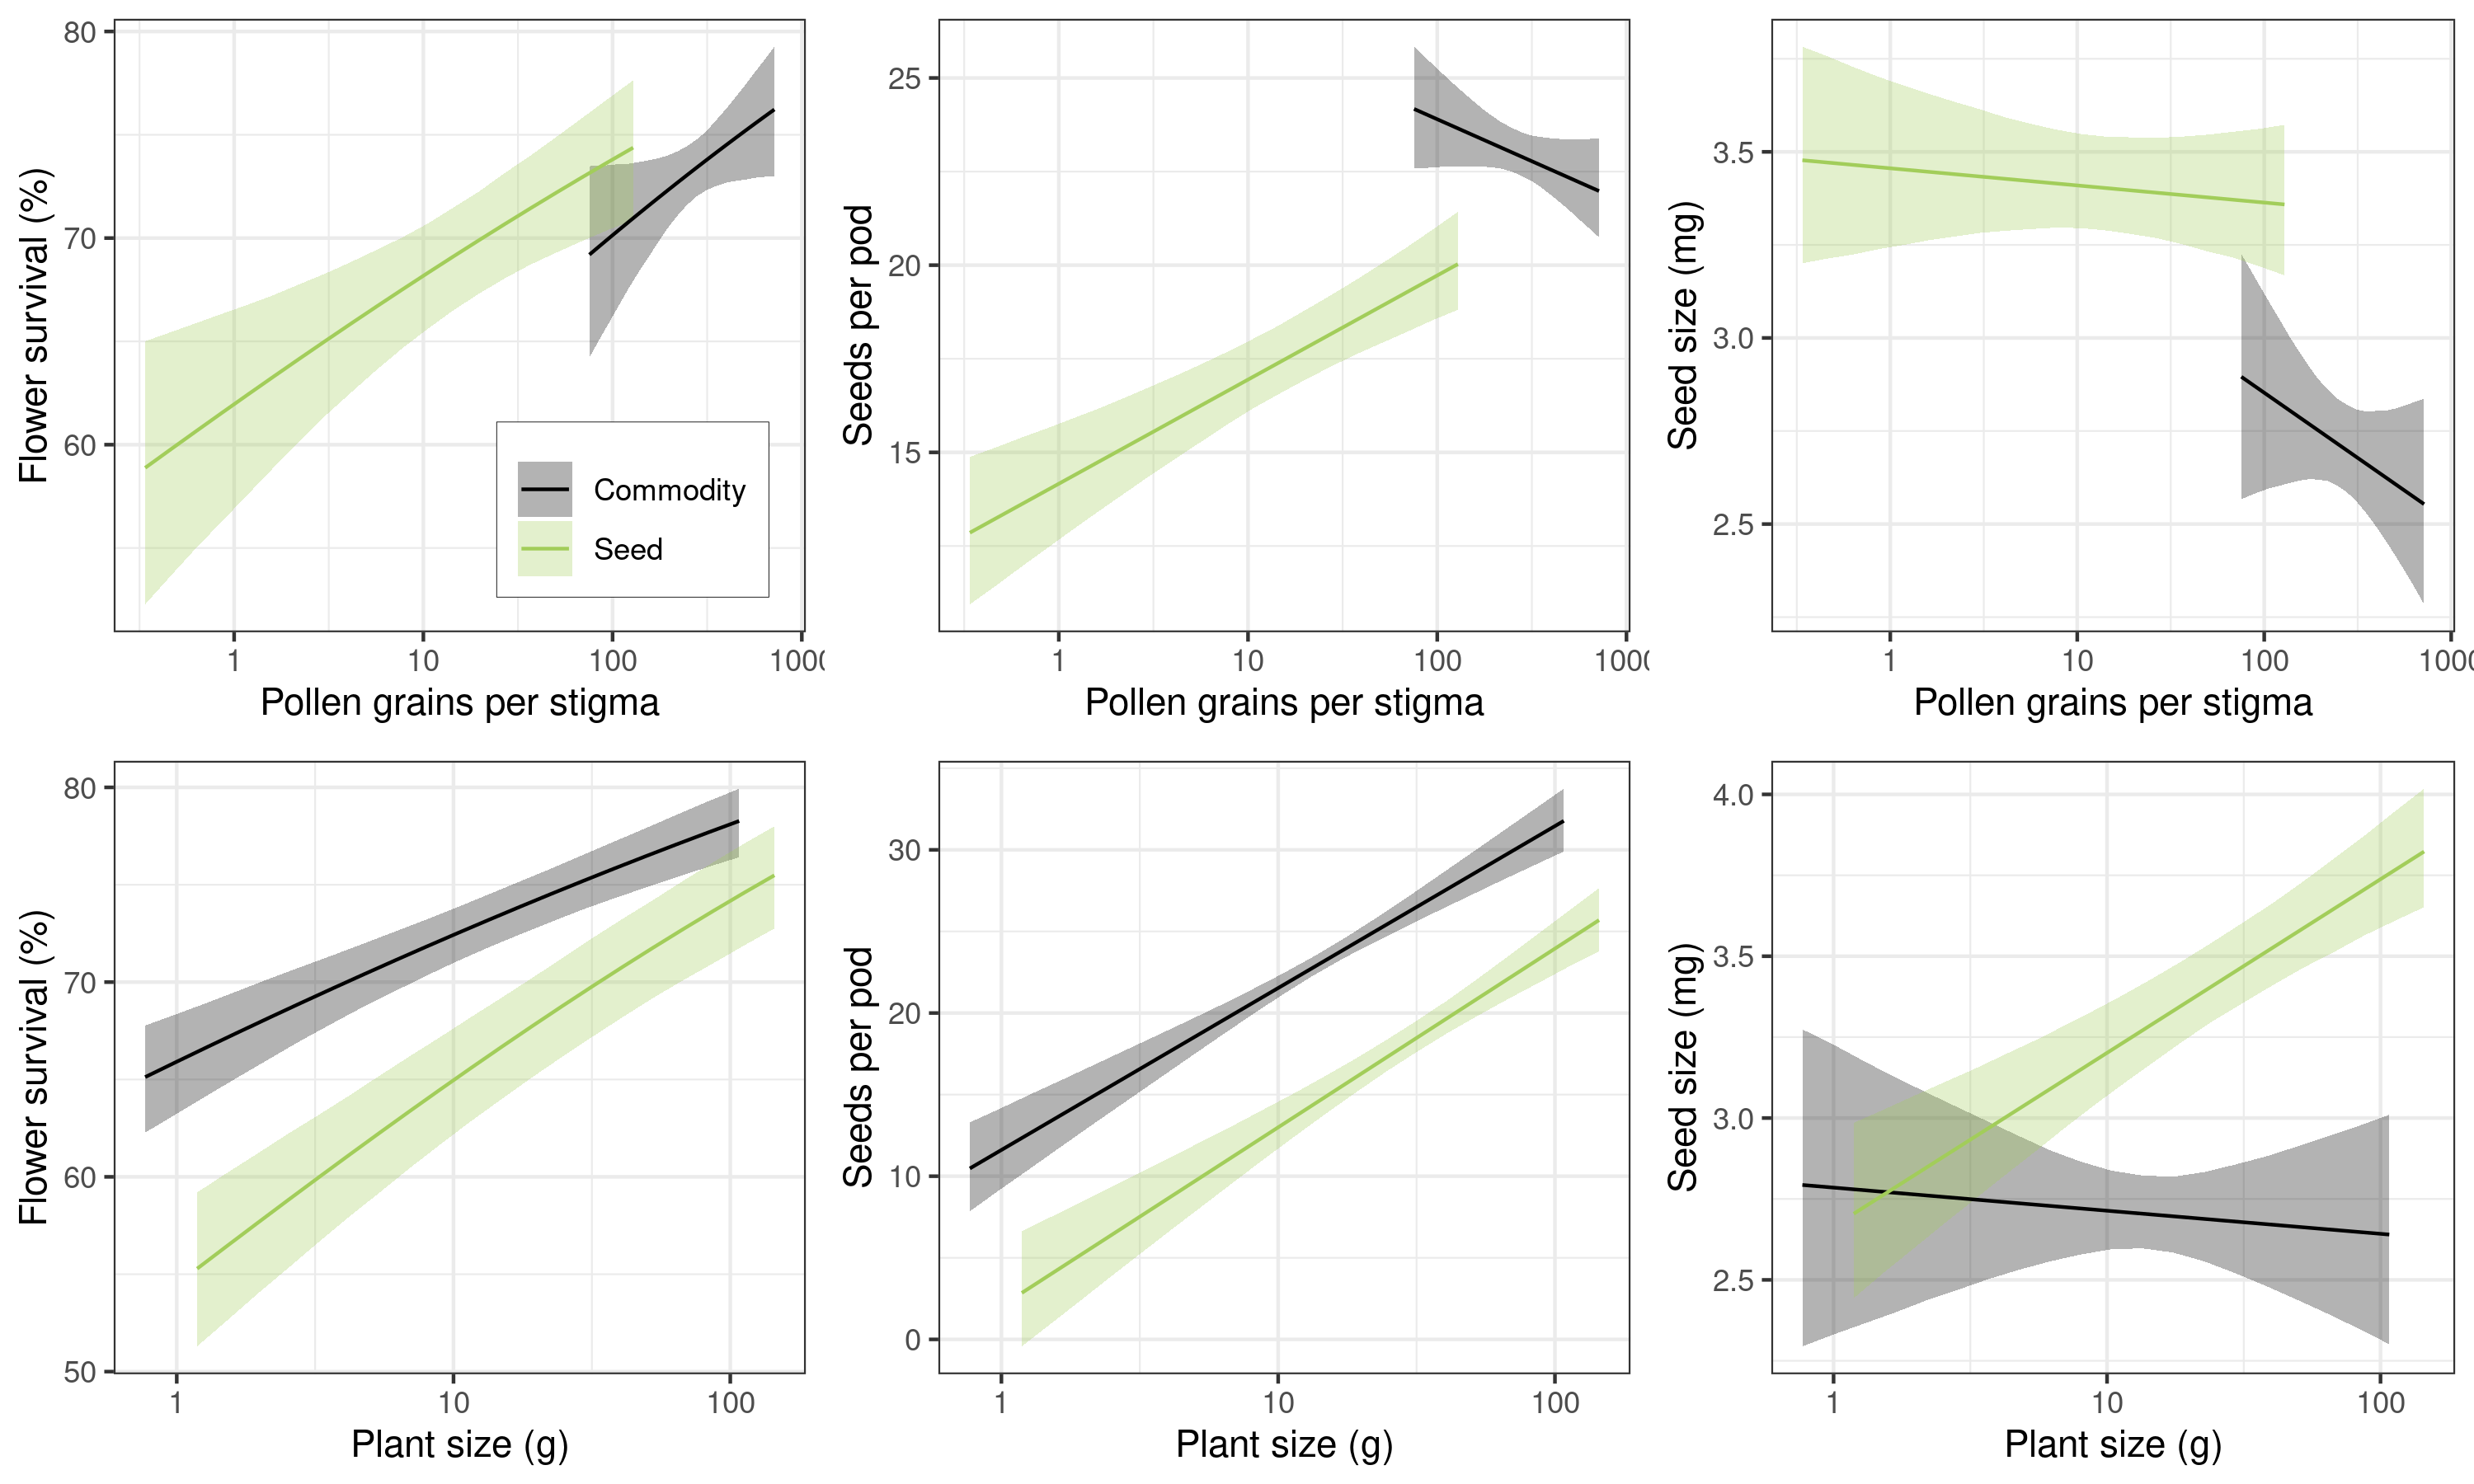 80
70
60
Flower survival (%)
Commodity
Seed
1 10 100 1000
Pollen grains per stigma
25
20
15
Seeds per pod
1 10 100 1000
Pollen grains per stigma
3.5
3.0
2.5
Seed size (mg)
1 10 100 1000
Pollen grains per stigma
80
70
60
50
Flower survival (%)
1 10 100
Plant size (g)
30
20
10
0
Seeds per pod
1 10 100
Plant size (g)
4.0
3.5
3.0
2.5
Seed size (mg)
1 10 100
Plant size (g)